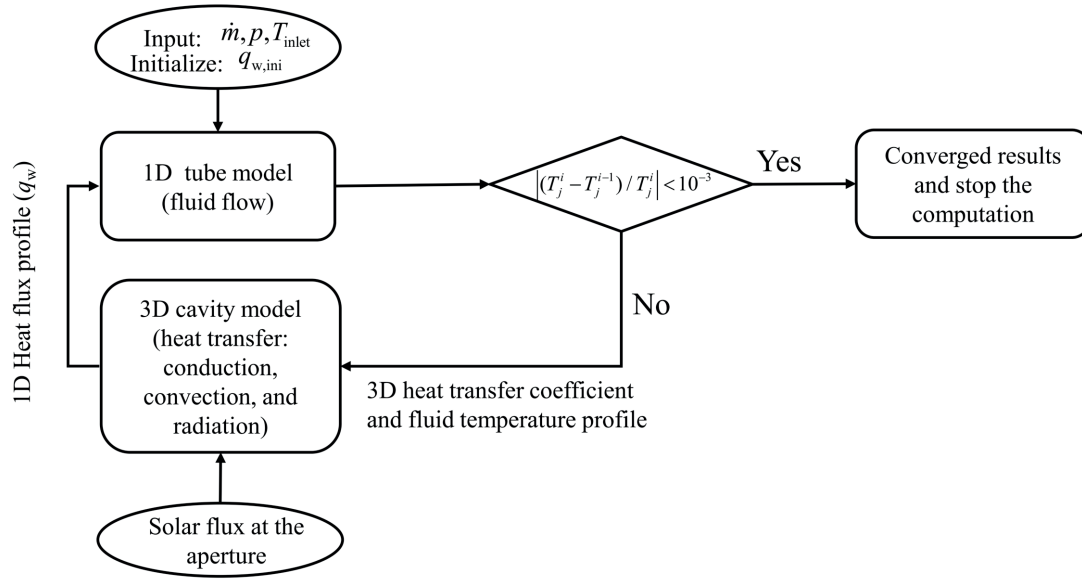 Input: ṁ, p, T_inlet
Initialize: q_w,ini
1D tube model
(fluid flow)
|(T_j^i − T_j^{i−1}) / T_j^i| < 10^−3
Yes
Converged results
and stop the
computation
No
1D Heat flux profile (q_w)
3D cavity model
(heat transfer:
conduction,
convection, and
radiation)
3D heat transfer coefficient
and fluid temperature profile
Solar flux at the
aperture